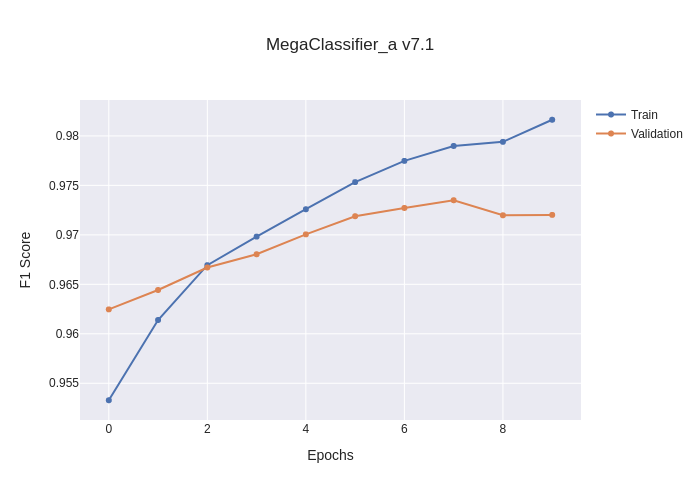 MegaClassifier_a v7.1
Train
Validation
0.98
0.975
0.97
0.965
0.96
0.955
F1 Score
0
2
4
6
8
Epochs